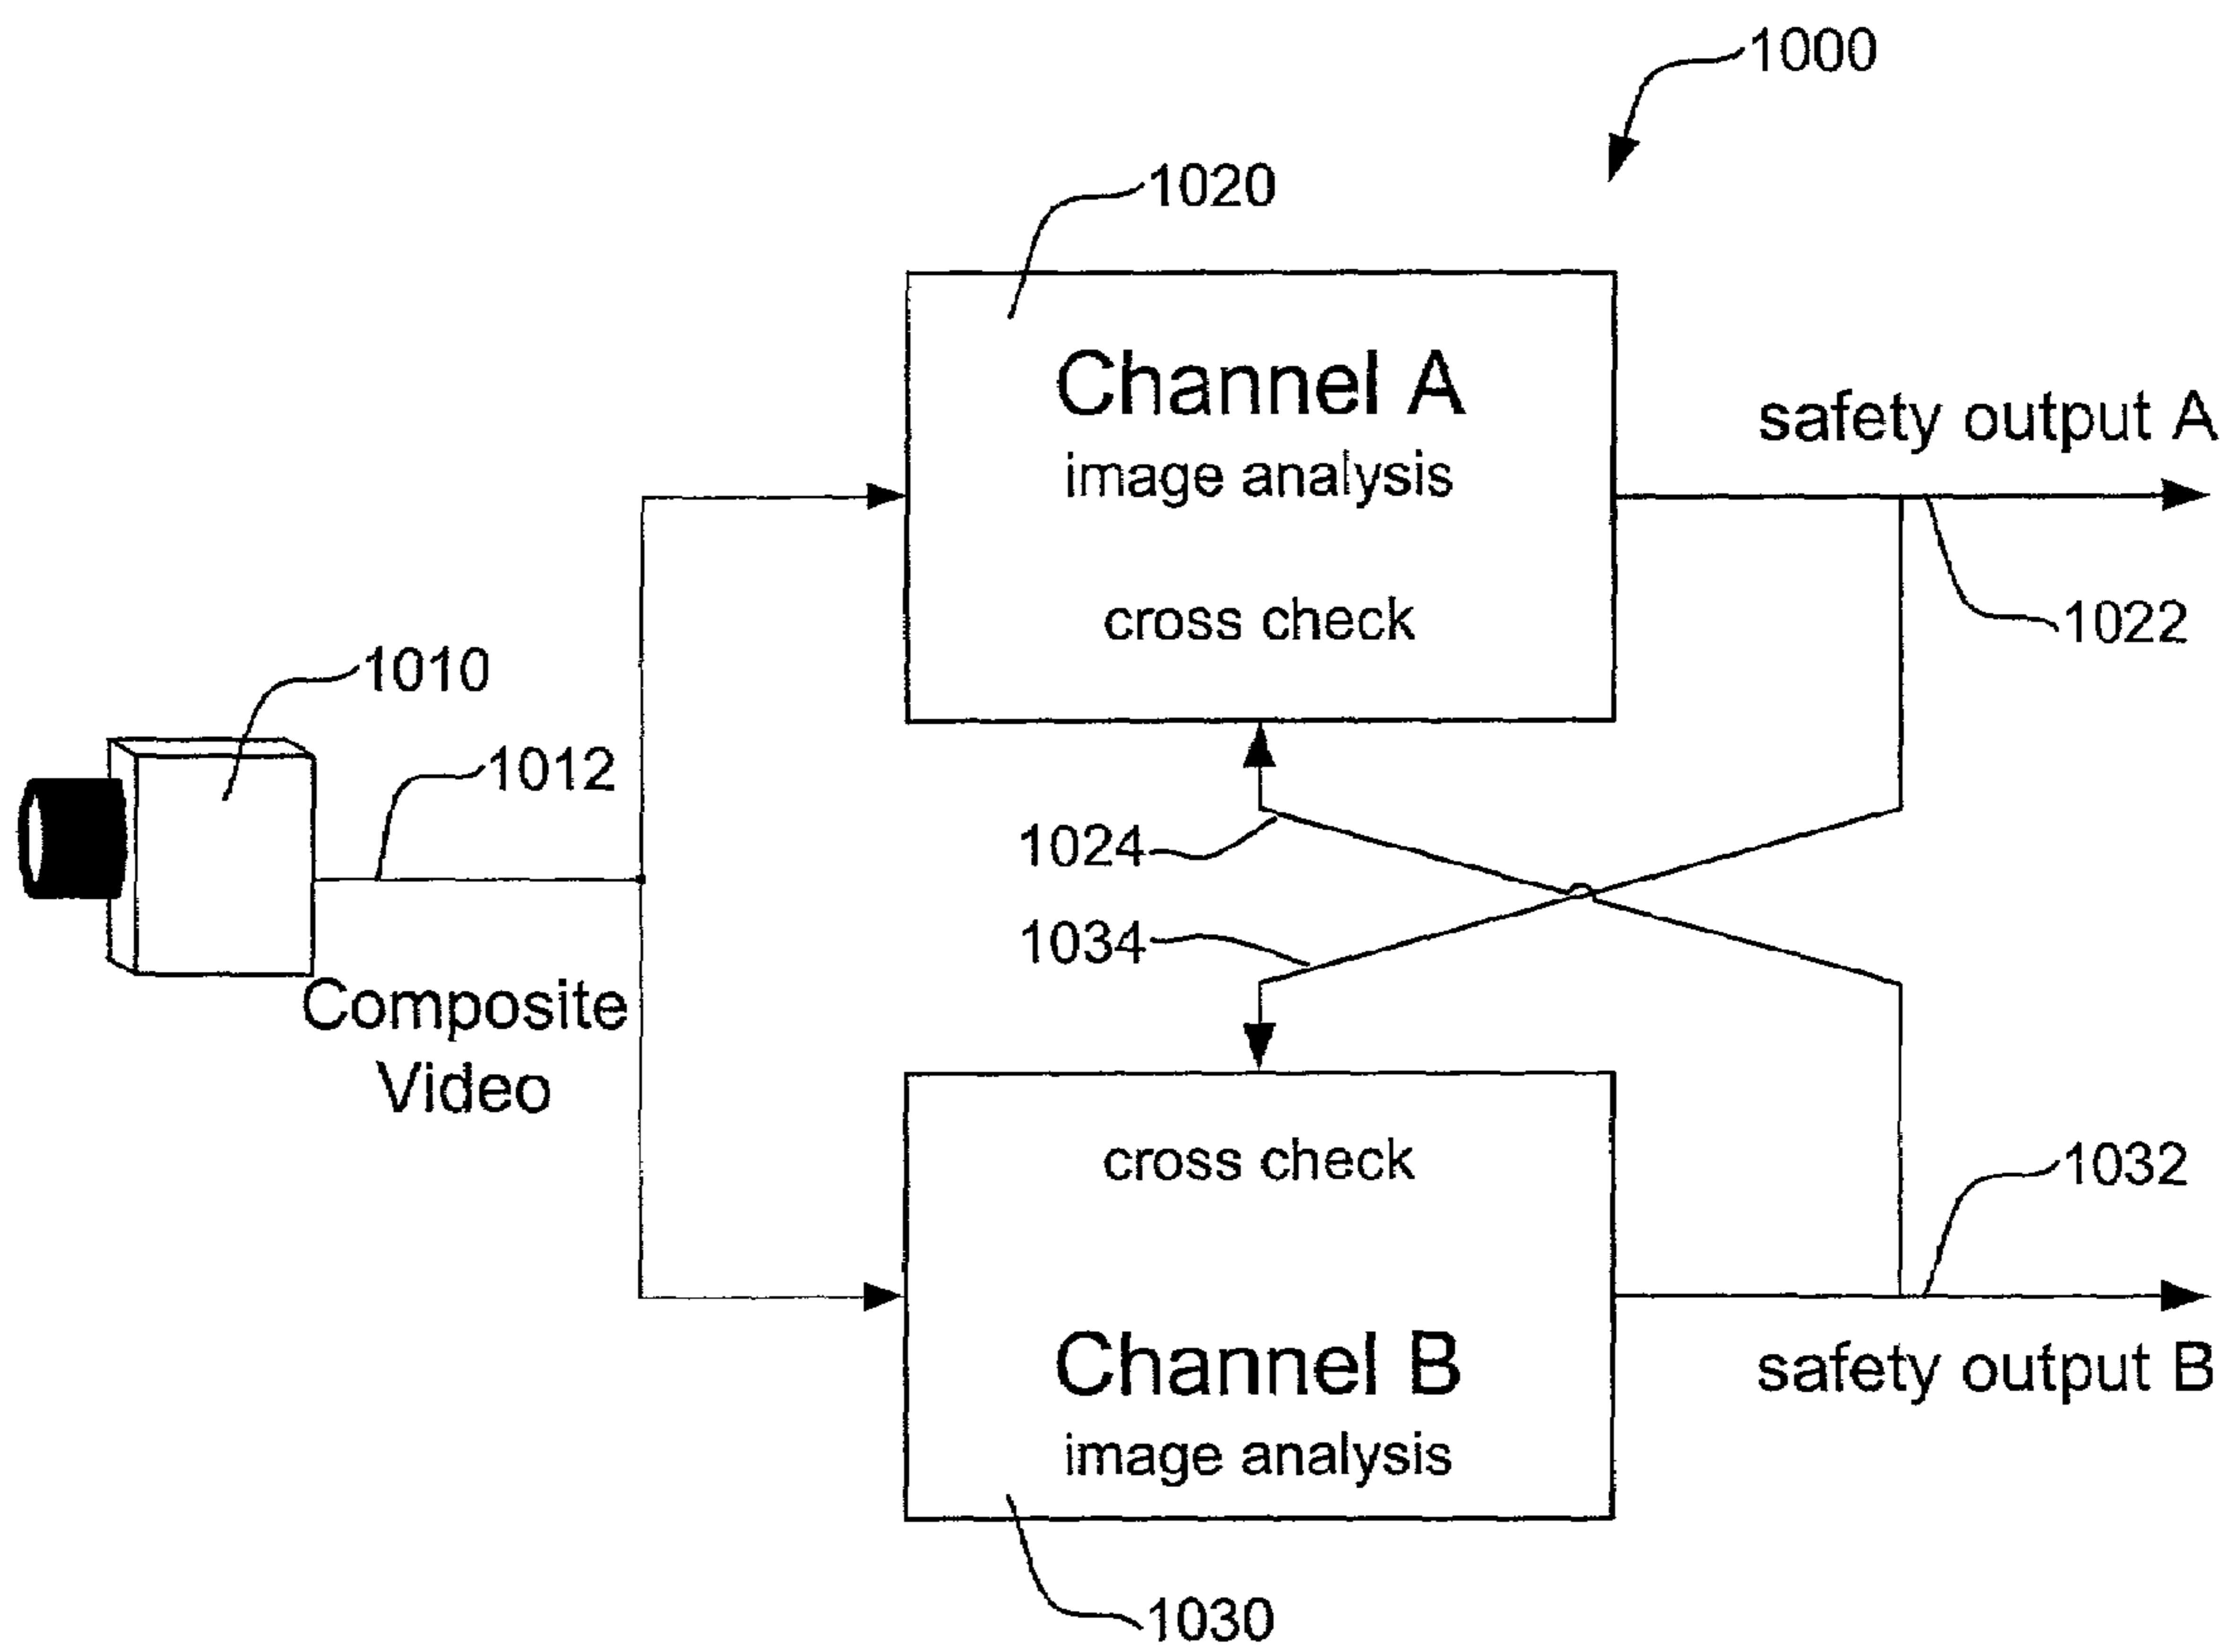 1000
1020
Channel A
image analysis
cross check
safety output A
1022
1010
1012
Composite
Video
1024
1034
cross check
Channel B
image analysis
1032
safety output B
1030